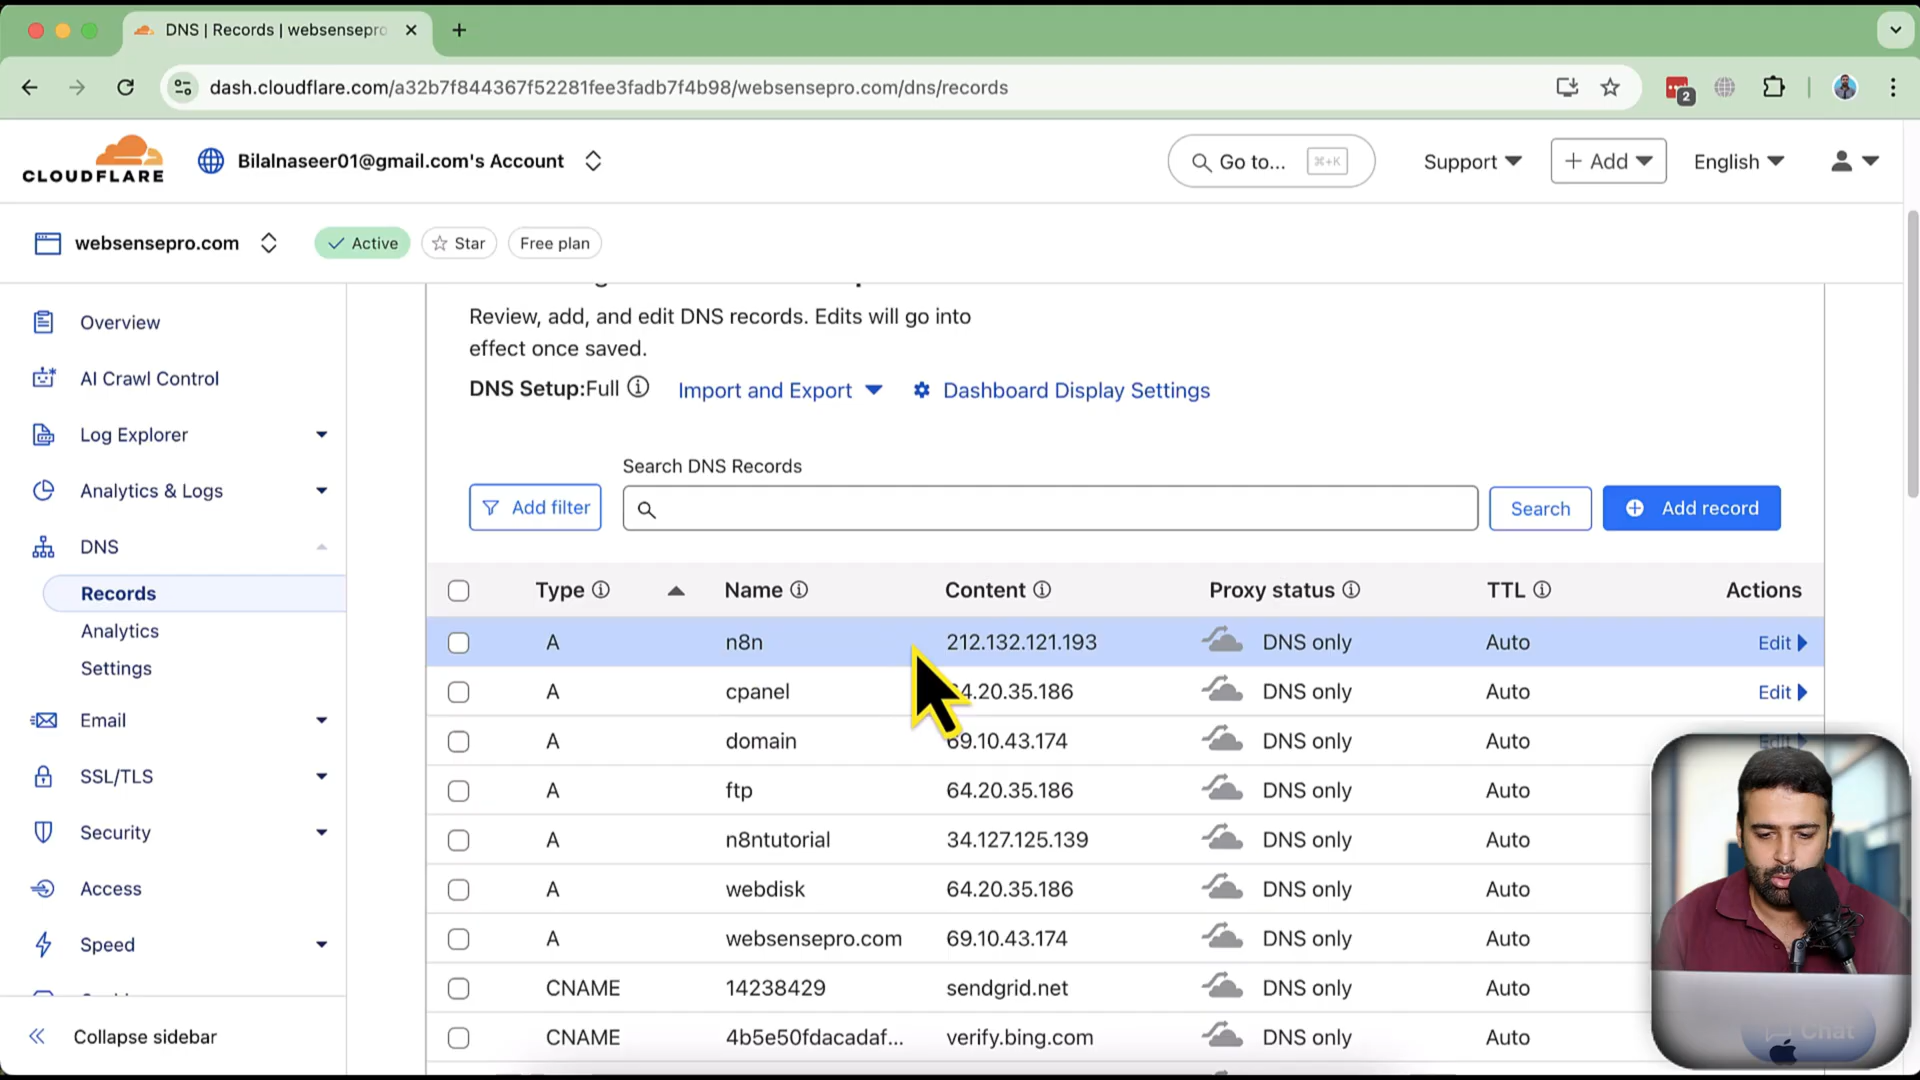 DNS | Records | websensepro
dash.cloudflare.com/a32b7f844367f52281fee3fadb7f4b98/websensepro.com/dns/records
2
CLOUDFLARE
Bilalnaseer01@gmail.com's Account
Go to... ⌘+K
Support
+ Add
English
websensepro.com
Active
Star
Free plan
Overview
AI Crawl Control
Log Explorer
Analytics & Logs
DNS
Records
Analytics
Settings
Email
SSL/TLS
Security
Access
Speed
Collapse sidebar
Review, add, and edit DNS records. Edits will go into
effect once saved.
DNS Setup:Full
Import and Export
Dashboard Display Settings
Search DNS Records
Add filter
Search
Add record
Type Name Content Proxy status TTL Actions
A n8n 212.132.121.193 DNS only Auto Edit
A cpanel 64.20.35.186 DNS only Auto Edit
A domain 69.10.43.174 DNS only Auto Edit
A ftp 64.20.35.186 DNS only Auto
A n8ntutorial 34.127.125.139 DNS only Auto
A webdisk 64.20.35.186 DNS only Auto
A websensepro.com 69.10.43.174 DNS only Auto
CNAME 14238429 sendgrid.net DNS only Auto
CNAME 4b5e50fdacadaf... verify.bing.com DNS only Auto
Chat